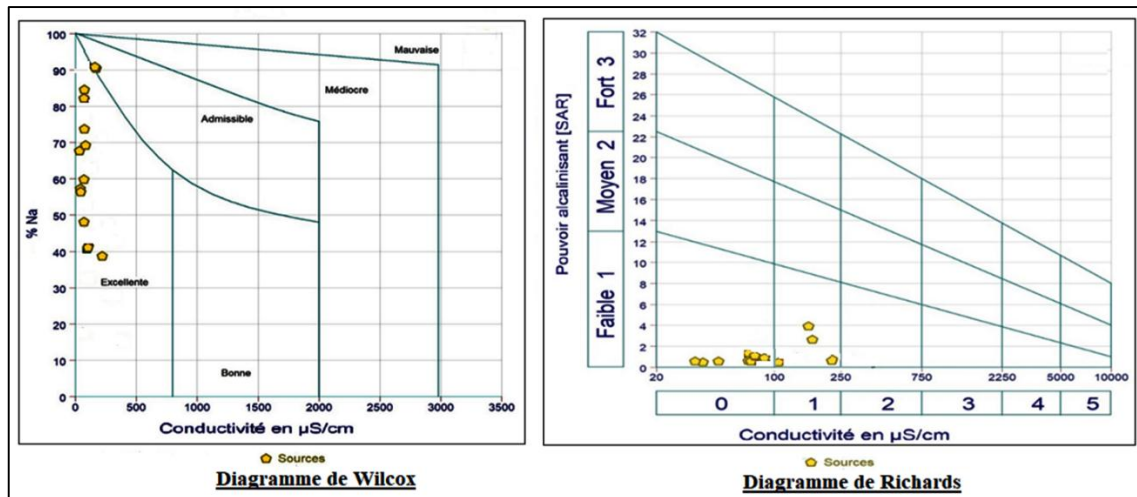 100
90
80
70
60
50
40
30
20
10
0
% Na
Mauvaise
Médiocre
Admissible
Excellente
Bonne
0 500 1000 1500 2000 2500 3000 3500
Conductivité en µS/cm
Sources
Diagramme de Wilcox
Pouvoir alcalinisant [SAR]
Fort 3
Moyen 2
Faible 1
32
30
28
26
24
22
20
18
16
14
12
10
8
6
4
2
0
20 100 250 750 2250 5000 10000
0 1 2 3 4 5
Conductivité en µS/cm
Sources
Diagramme de Richards